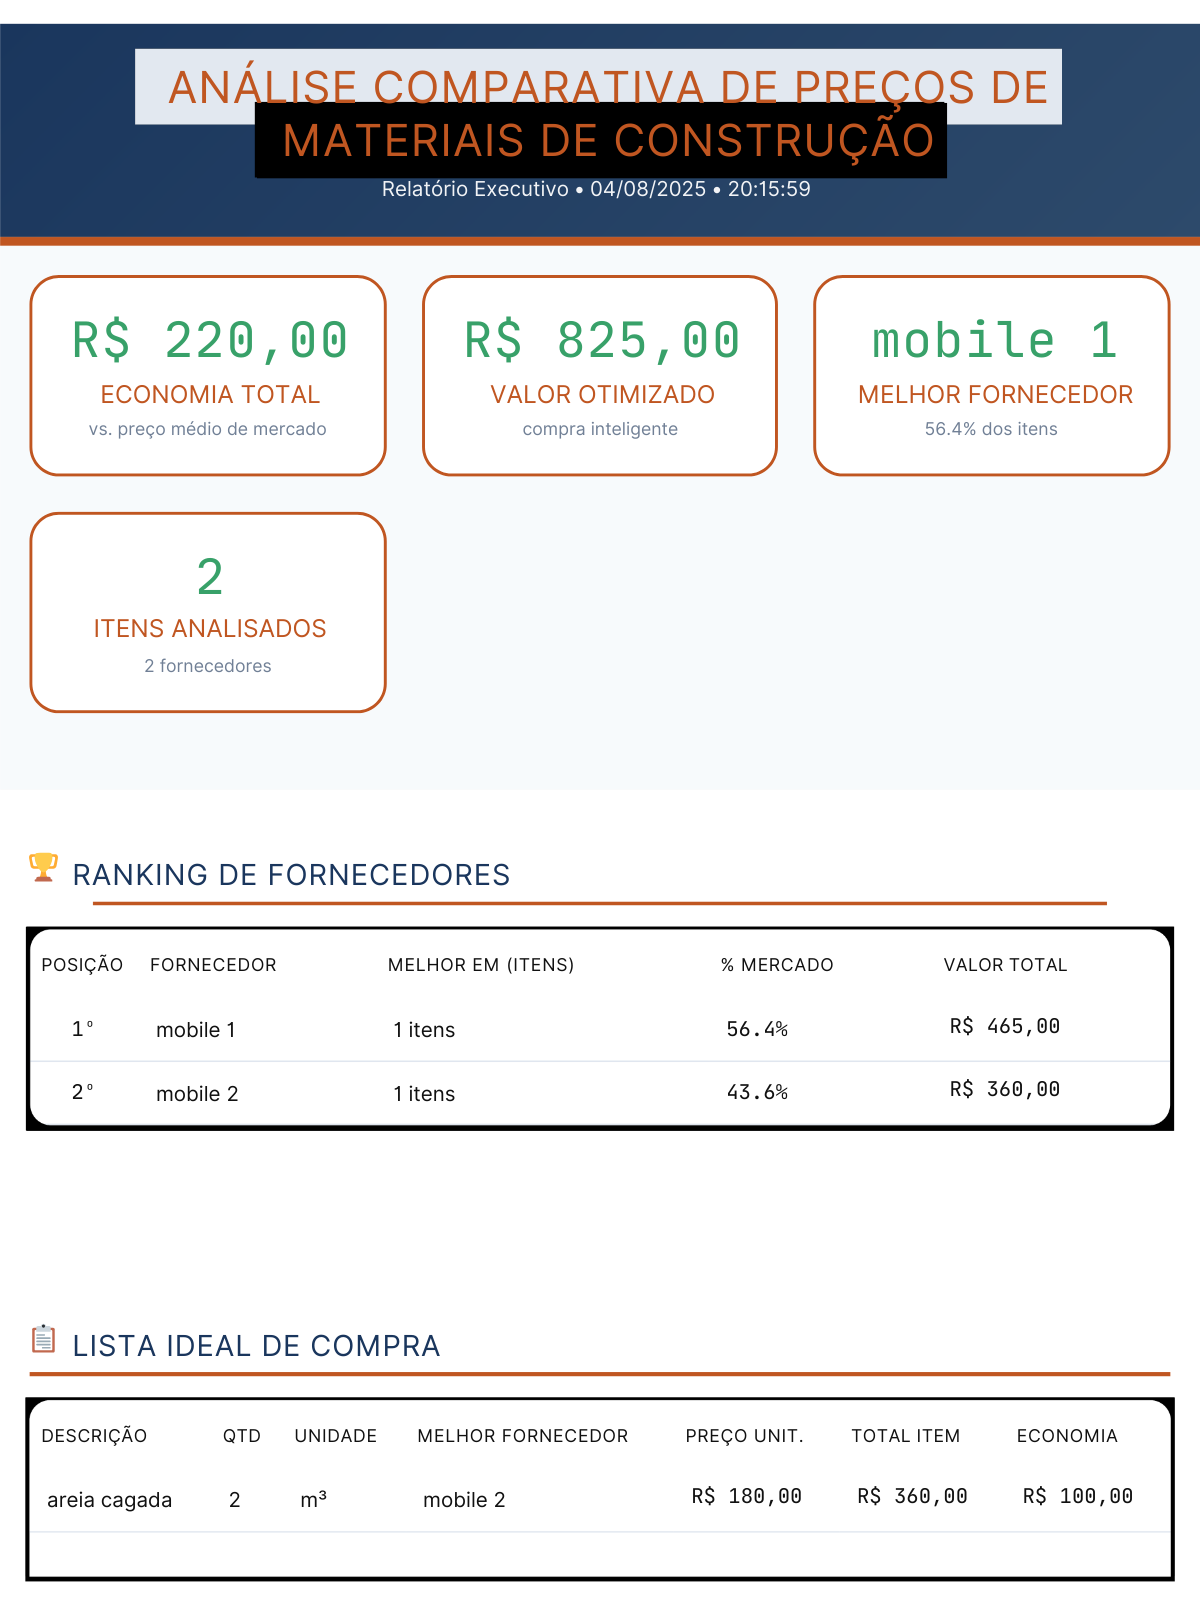 ANÁLISE COMPARATIVA DE PREÇOS DE
MATERIAIS DE CONSTRUÇÃO
Relatório Executivo • 04/08/2025 • 20:15:59
R$ 220,00 R$ 825,00 mobile 1
ECONOMIA TOTAL VALOR OTIMIZADO MELHOR FORNECEDOR
vs. preço médio de mercado compra inteligente 56.4% dos itens
2
ITENS ANALISADOS
2 fornecedores
🏆 RANKING DE FORNECEDORES
POSIÇÃO FORNECEDOR MELHOR EM (ITENS) % MERCADO VALOR TOTAL
1º mobile 1 1 itens 56.4% R$ 465,00
2º mobile 2 1 itens 43.6% R$ 360,00
📋 LISTA IDEAL DE COMPRA
DESCRIÇÃO QTD UNIDADE MELHOR FORNECEDOR PREÇO UNIT. TOTAL ITEM ECONOMIA
areia cagada 2 m³ mobile 2 R$ 180,00 R$ 360,00 R$ 100,00